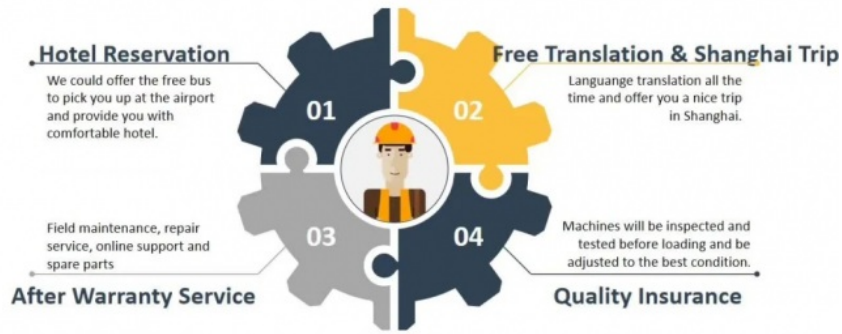 Hotel Reservation
We could offer the free bus
to pick you up at the airport
and provide you with
comfortable hotel.
01
Free Translation & Shanghai Trip
Languange translation all the
time and offer you a nice trip
in Shanghai.
02
Field maintenance, repair
service, online support and
spare parts
After Warranty Service
03
Machines will be inspected and
tested before loading and be
adjusted to the best condition.
Quality Insurance
04